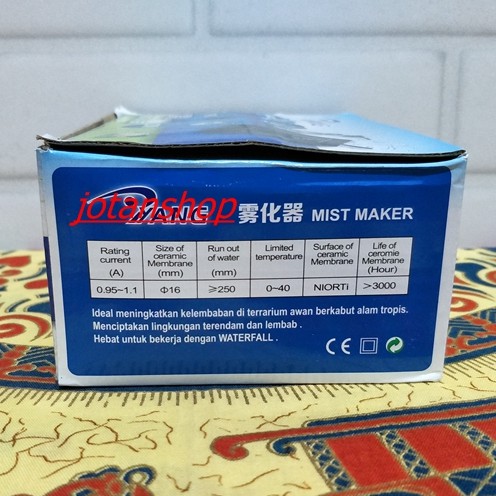 jotanshop
雾化器 MIST MAKER
Rating current (A) Size of ceramic Membrane (mm) Run out of water (mm) Limited temperature Surface of ceramic Membrane Life of ceromie Membrane (Hour)
0.95~1.1 Φ16 ≥250 0~40 NIORTi >3000
Ideal meningkatkan kelembaban di terrarium awan berkabut alam tropis.
Menciptakan lingkungan terendam dan lembab .
Hebat untuk bekerja dengan WATERFALL .
CE